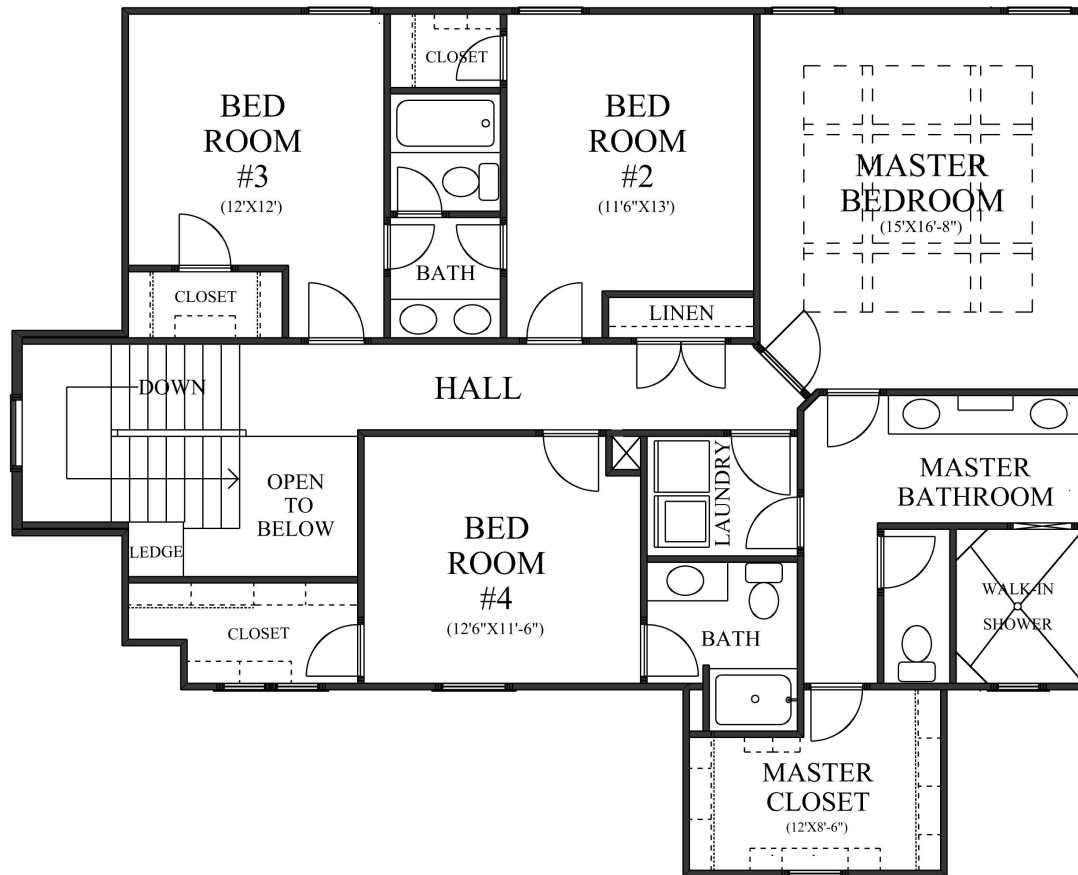 CLOSET
BED
ROOM
#3
(12'X12')
BED
ROOM
#2
(11'6"X13')
MASTER
BEDROOM
(15'X16'-8")
BATH
CLOSET
LINEN
DOWN
HALL
OPEN
TO
BELOW
LEDGE
BED
ROOM
#4
(12'6"X11'-6")
LAUNDRY
MASTER
BATHROOM
WALK-IN
SHOWER
CLOSET
BATH
MASTER
CLOSET
(12'X8'-6")